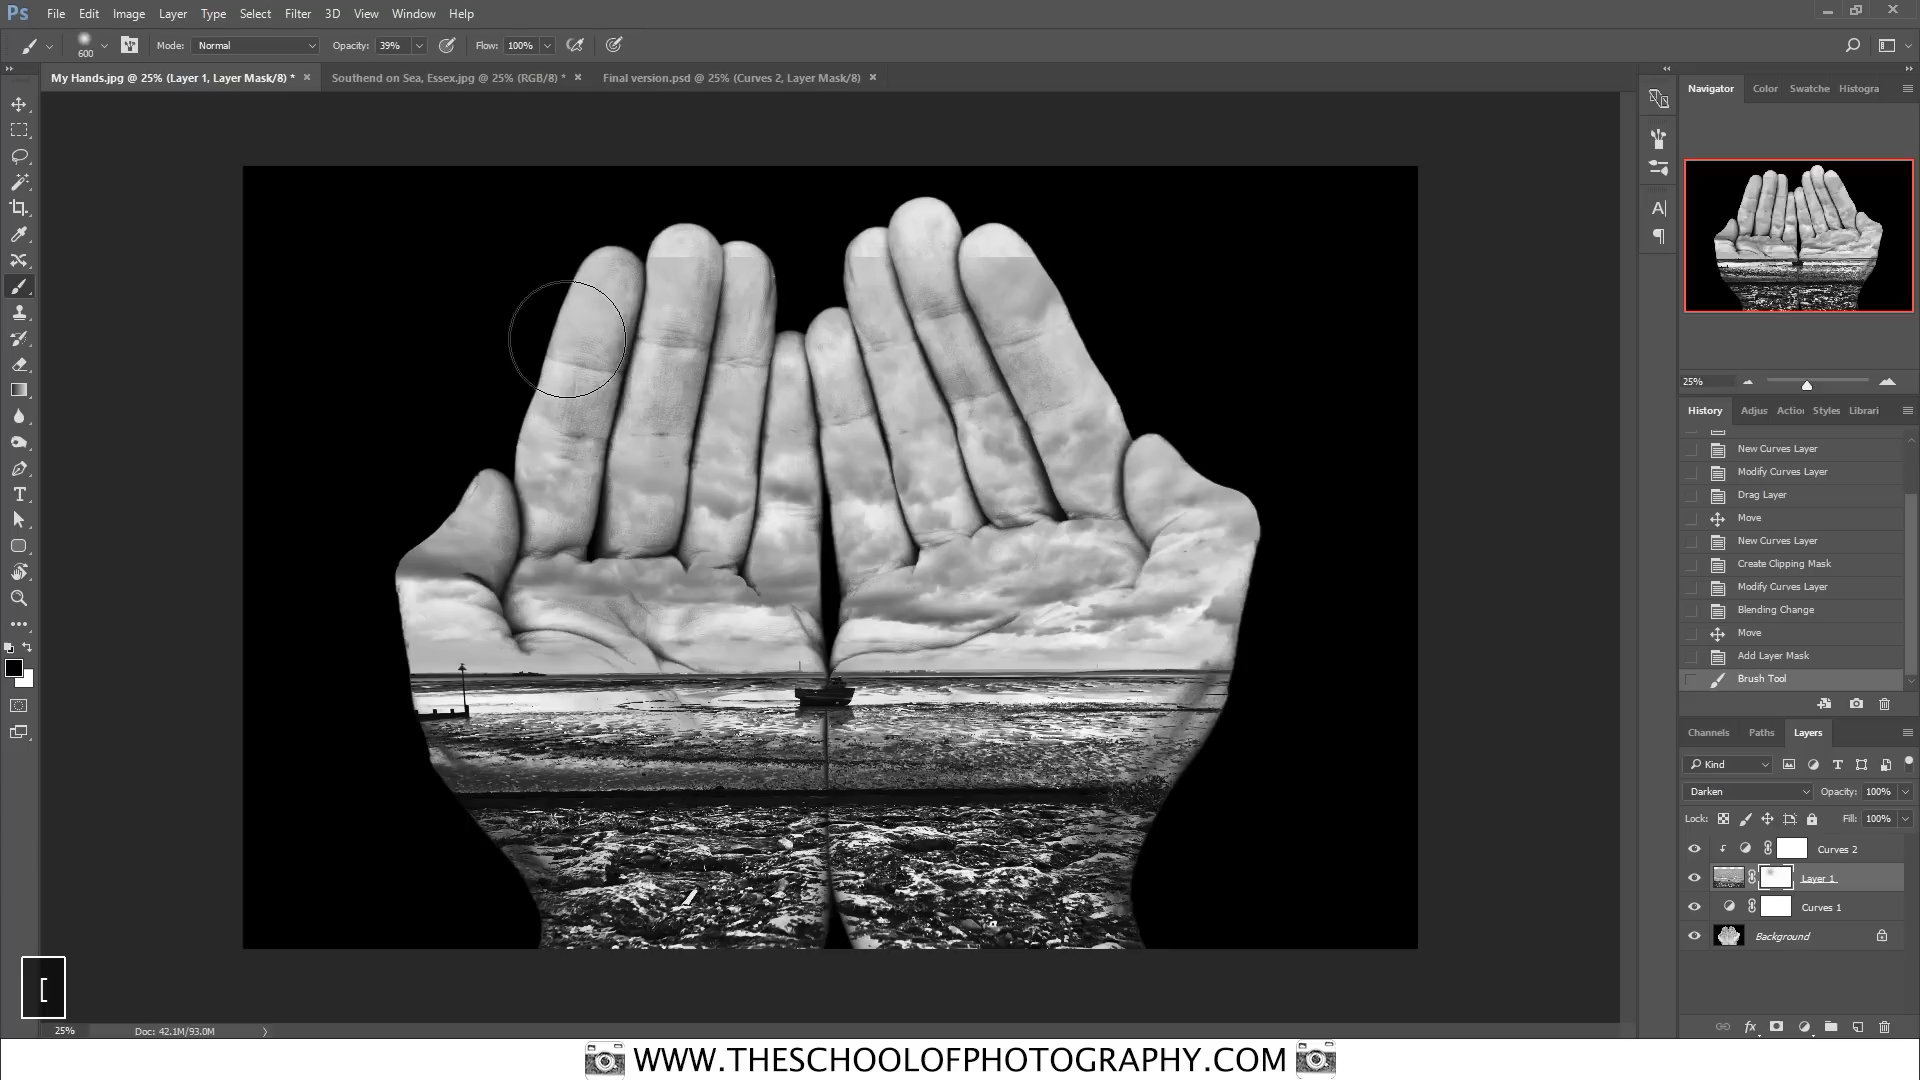 Ps File Edit Image Layer Type Select Filter 3D View Window Help
600 Mode: Normal Opacity: 39% Flow: 100%
My Hands.jpg @ 25% (Layer 1, Layer Mask/8) * Southend on Sea, Essex.jpg @ 25% (RGB/8) * Final version.psd @ 25% (Curves 2, Layer Mask/8)
Navigator Color Swatche Histogra
25%
History Adjus Action Styles Librari
New Curves Layer
Modify Curves Layer
Drag Layer
Move
New Curves Layer
Create Clipping Mask
Modify Curves Layer
Blending Change
Move
Add Layer Mask
Brush Tool
Channels Paths Layers
Kind
Darken Opacity: 100%
Lock: Fill: 100%
Curves 2
Layer 1
Curves 1
Background
[
25% Doc: 42.1M/93.0M
WWW.THESCHOOLOFPHOTOGRAPHY.COM